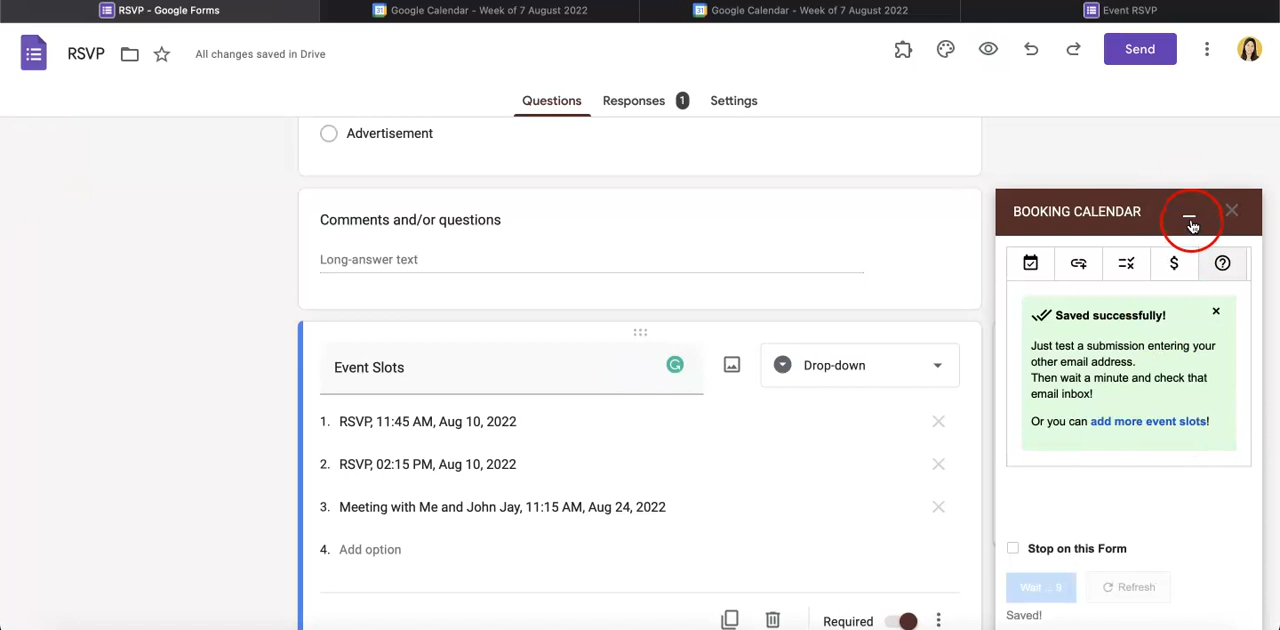 RSVP - Google Forms
Google Calendar - Week of 7 August 2022
Google Calendar - Week of 7 August 2022
Event RSVP
RSVP
All changes saved in Drive
Send
Questions
Responses 1
Settings
Advertisement
Comments and/or questions
Long-answer text
Event Slots
Drop-down
1. RSVP, 11:45 AM, Aug 10, 2022
2. RSVP, 02:15 PM, Aug 10, 2022
3. Meeting with Me and John Jay, 11:15 AM, Aug 24, 2022
4. Add option
Required
BOOKING CALENDAR
Saved successfully!
Just test a submission entering your
other email address.
Then wait a minute and check that
email inbox!
Or you can add more event slots!
Stop on this Form
Wait ... 9
Refresh
Saved!